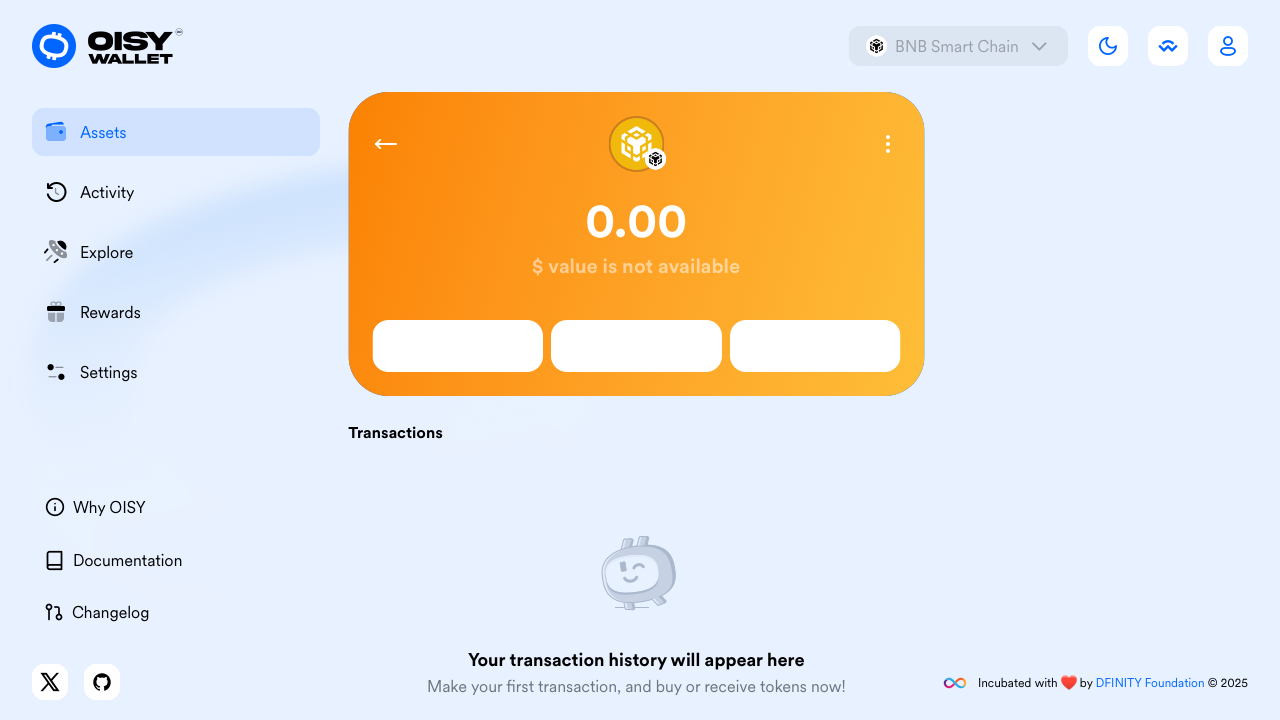 OISY
WALLET
BNB Smart Chain
Assets
Activity
Explore
Rewards
Settings
Why OISY
Documentation
Changelog
0.00
$ value is not available
Transactions
Your transaction history will appear here
Make your first transaction, and buy or receive tokens now!
Incubated with ❤️ by DFINITY Foundation © 2025